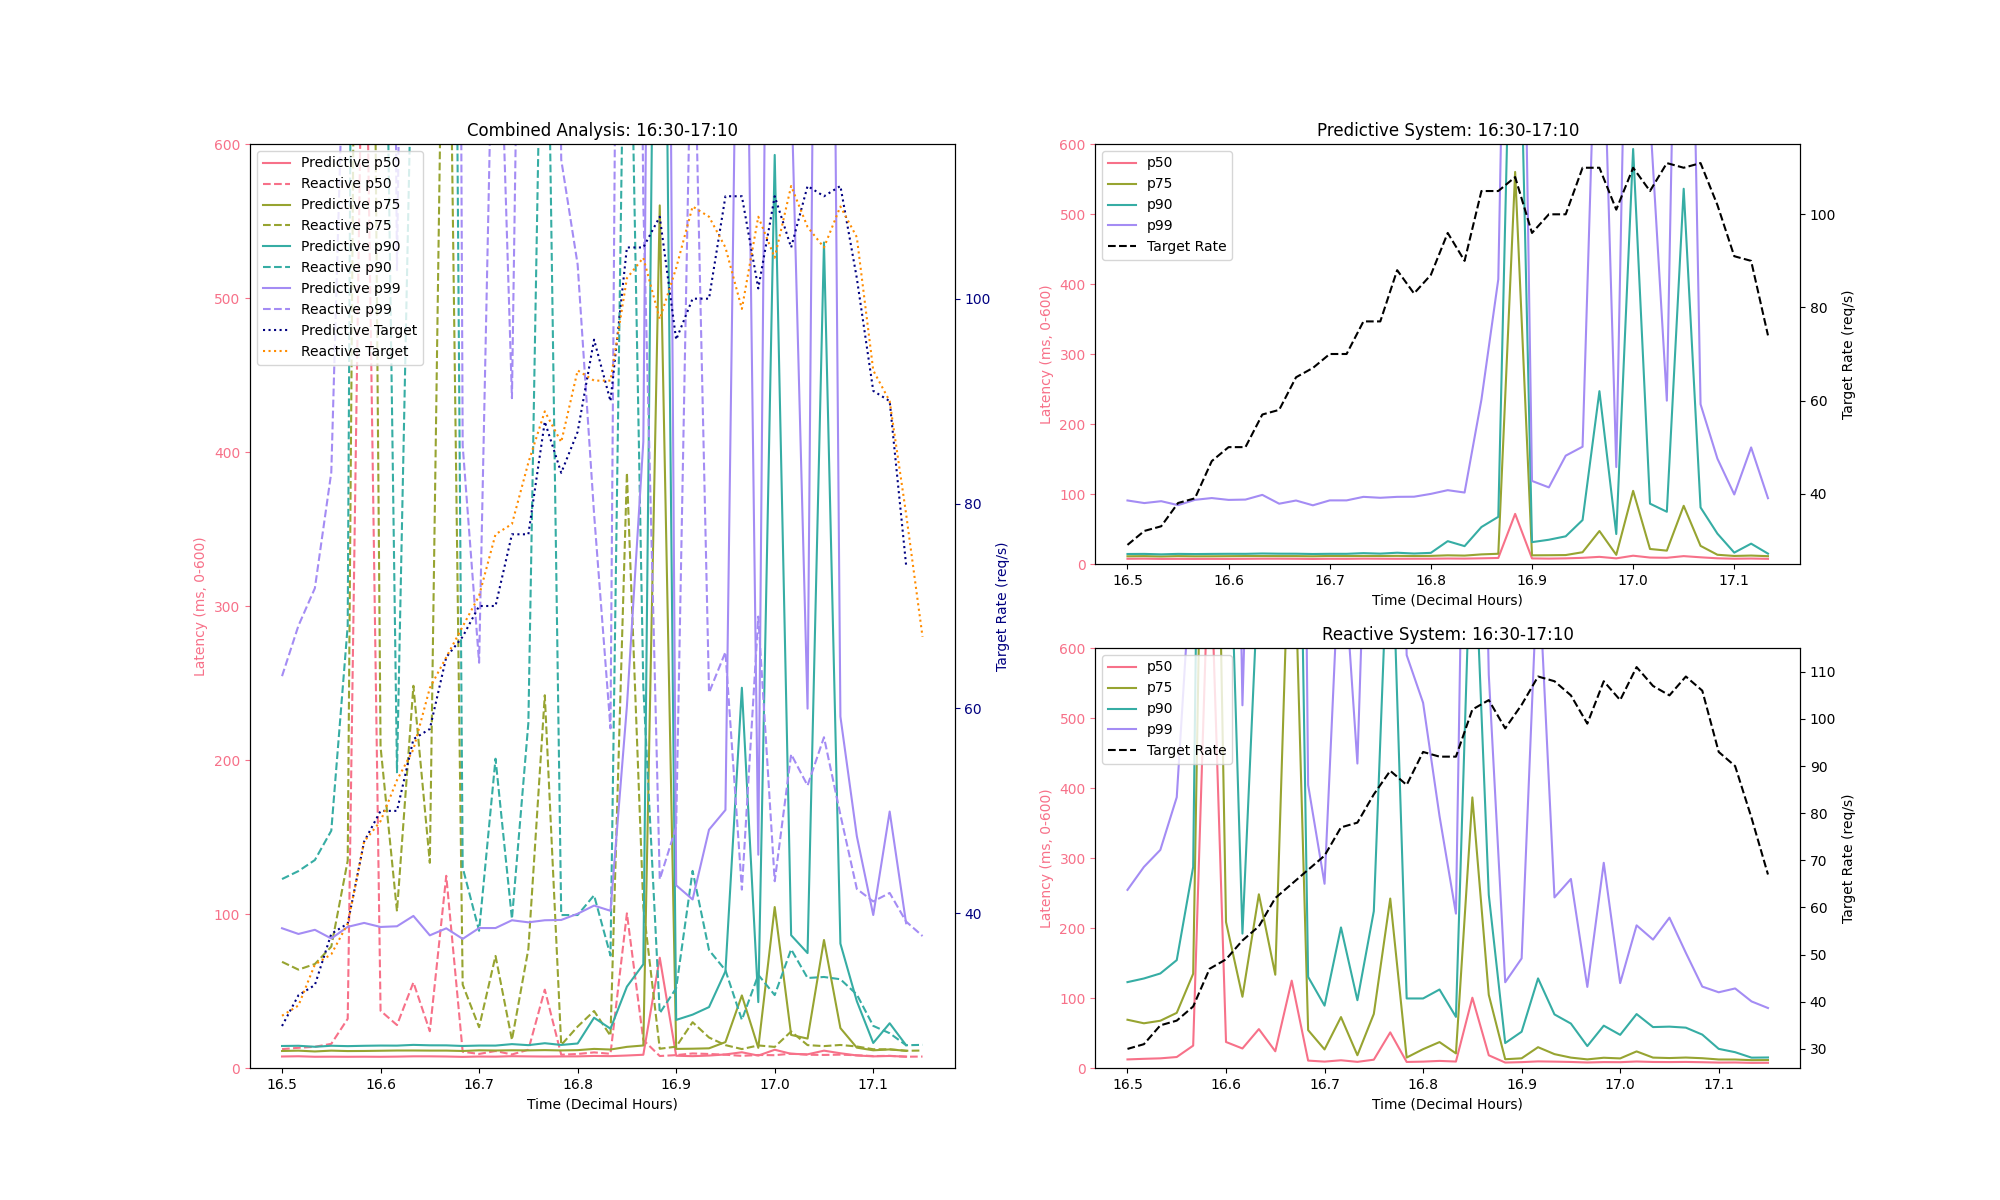 Combined Analysis: 16:30-17:10
600
500
400
300
200
100
0
Latency (ms, 0-600)
Predictive p50
Reactive p50
Predictive p75
Reactive p75
Predictive p90
Reactive p90
Predictive p99
Reactive p99
Predictive Target
Reactive Target
100
80
60
40
Target Rate (req/s)
16.5 16.6 16.7 16.8 16.9 17.0 17.1
Time (Decimal Hours)
Predictive System: 16:30-17:10
600
500
400
300
200
100
0
Latency (ms, 0-600)
p50
p75
p90
p99
Target Rate
100
80
60
40
Target Rate (req/s)
16.5 16.6 16.7 16.8 16.9 17.0 17.1
Time (Decimal Hours)
Reactive System: 16:30-17:10
600
500
400
300
200
100
0
Latency (ms, 0-600)
p50
p75
p90
p99
Target Rate
110
100
90
80
70
60
50
40
30
Target Rate (req/s)
16.5 16.6 16.7 16.8 16.9 17.0 17.1
Time (Decimal Hours)